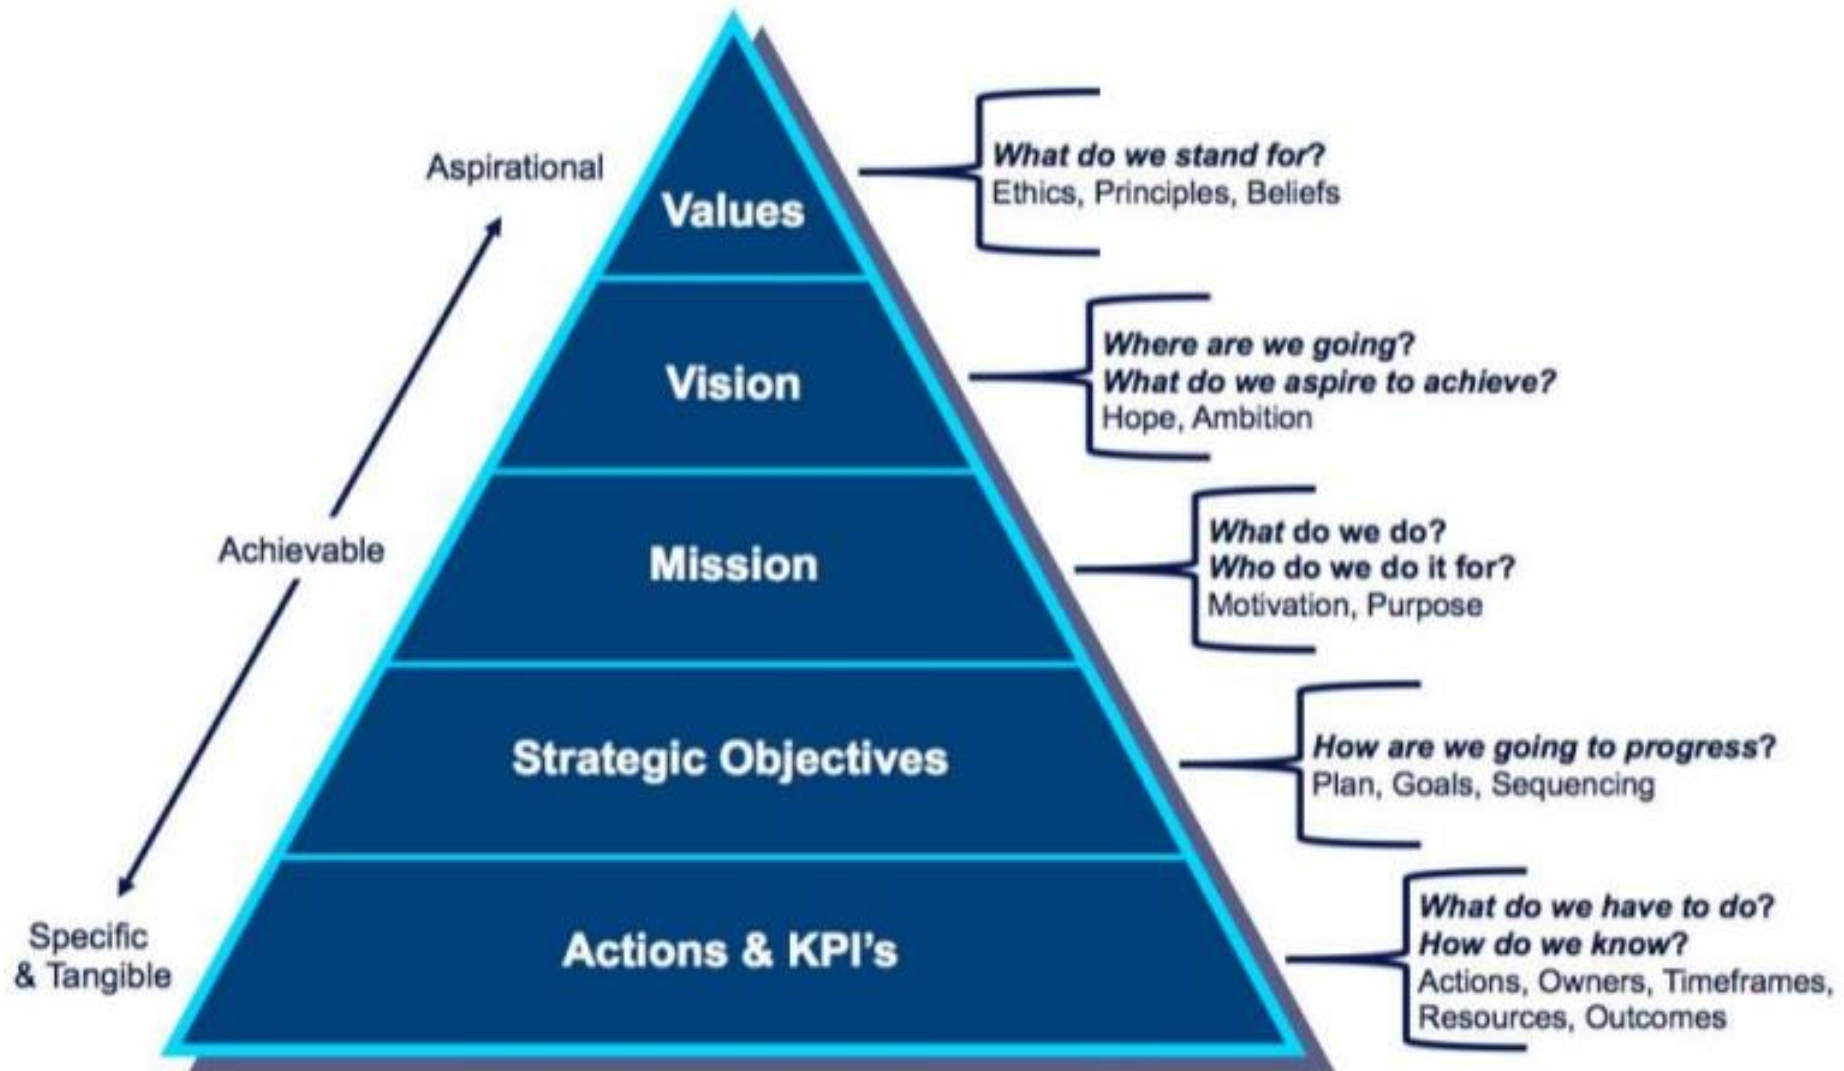 Aspirational
Values
What do we stand for?
Ethics, Principles, Beliefs
Vision
Where are we going?
What do we aspire to achieve?
Hope, Ambition
Achievable
Mission
What do we do?
Who do we do it for?
Motivation, Purpose
Strategic Objectives
How are we going to progress?
Plan, Goals, Sequencing
Specific
& Tangible
Actions & KPI’s
What do we have to do?
How do we know?
Actions, Owners, Timeframes,
Resources, Outcomes